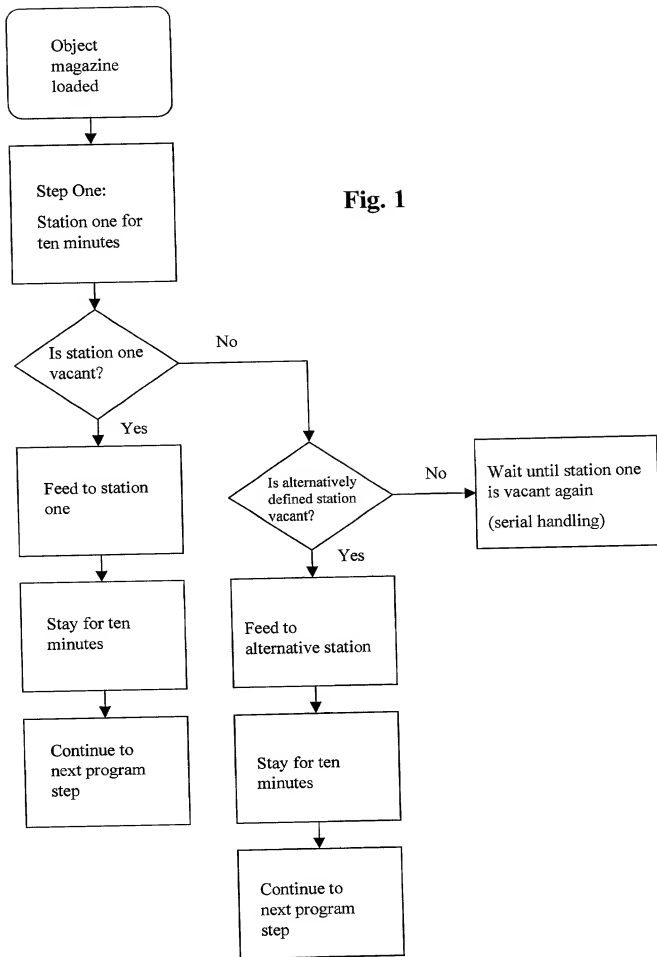 Object
magazine
loaded
Step One:
Station one for
ten minutes
Fig. 1
Is station one
vacant?
No
Yes
Feed to station
one
Stay for ten
minutes
Continue to
next program
step
Is alternatively
defined station
vacant?
No
Wait until station one
is vacant again
(serial handling)
Yes
Feed to
alternative station
Stay for ten
minutes
Continue to
next program
step